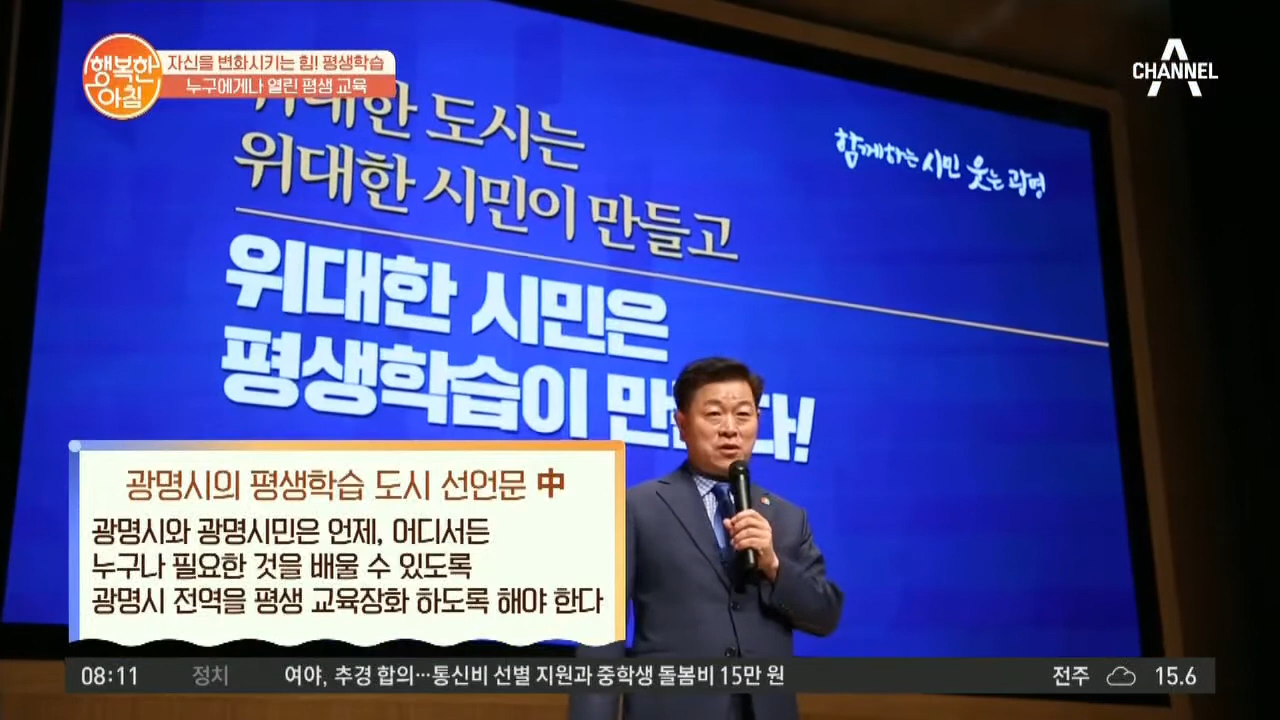 행복한
아침
자신을 변화시키는 힘! 평생학습
누구에게나 열린 평생 교육
CHANNEL A
위대한 도시는
위대한 시민이 만들고
함께하는 시민 웃는 광명
위대한 시민은
평생학습이
광명시의 평생학습 도시 선언문 中
광명시와 광명시민은 언제, 어디서든
누구나 필요한 것을 배울 수 있도록
광명시 전역을 평생 교육장화 하도록 해야 한다
08:11 정치 여야, 추경 합의…통신비 선별 지원과 중학생 돌봄비 15만 원 전주 15.6